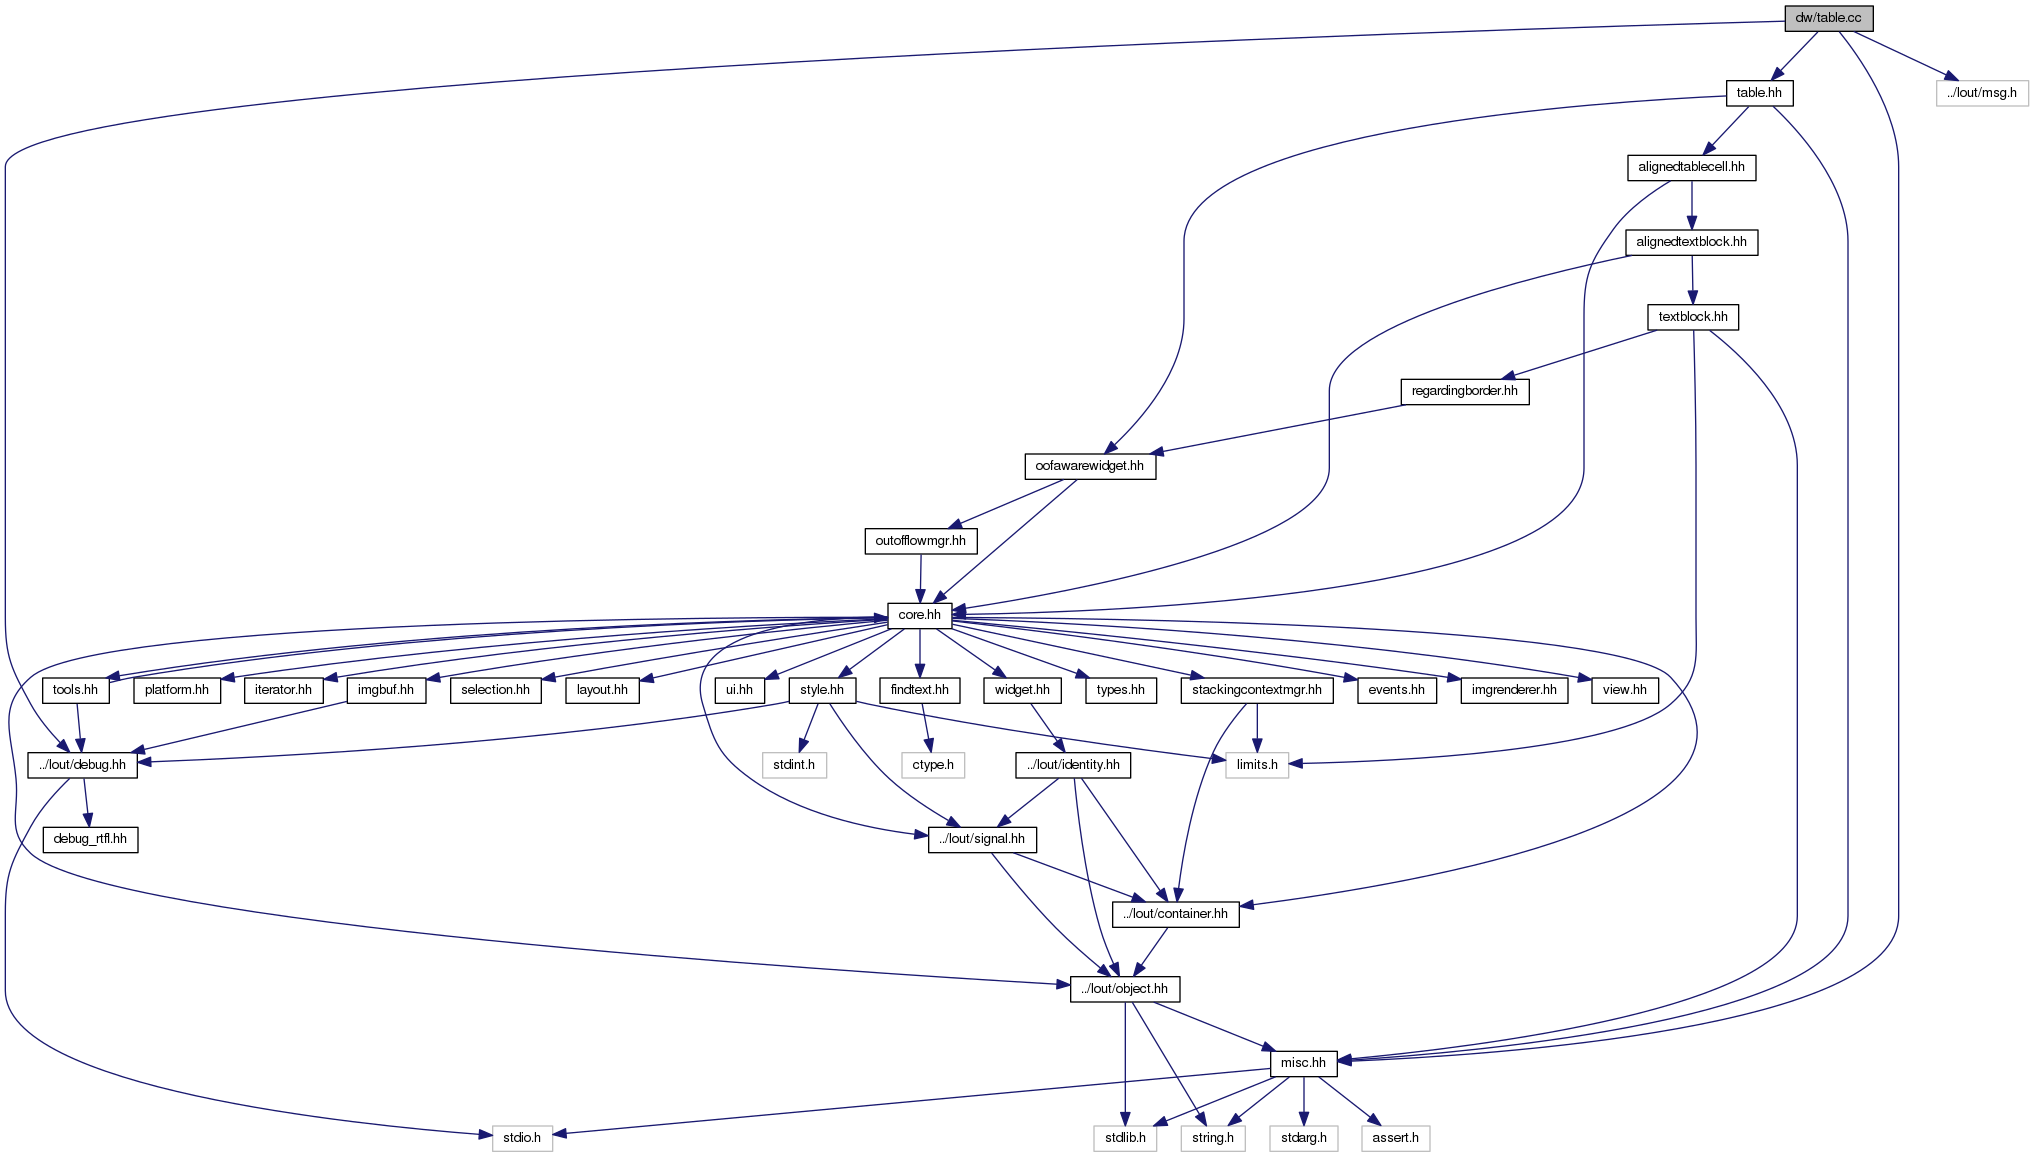 dw/table.cc
table.hh
../lout/msg.h
alignedtablecell.hh
alignedtextblock.hh
textblock.hh
regardingborder.hh
oofawarewidget.hh
outofflowmgr.hh
core.hh
tools.hh
platform.hh
iterator.hh
imgbuf.hh
selection.hh
layout.hh
ui.hh
style.hh
findtext.hh
widget.hh
types.hh
stackingcontextmgr.hh
events.hh
imgrenderer.hh
view.hh
../lout/debug.hh
stdint.h
ctype.h
../lout/identity.hh
limits.h
debug_rtfl.hh
../lout/signal.hh
../lout/container.hh
../lout/object.hh
misc.hh
stdio.h
stdlib.h
string.h
stdarg.h
assert.h